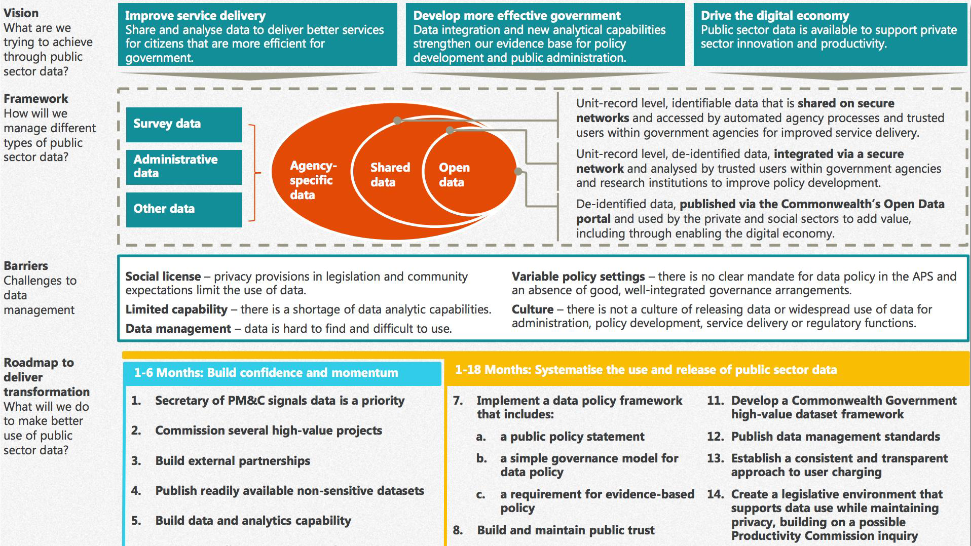 Vision
What are we
trying to achieve
through public
sector data?
Improve service delivery
Share and analyse data to deliver better services
for citizens that are more efficient for
government.
Develop more effective government
Data integration and new analytical capabilities
strengthen our evidence base for policy
development and public administration.
Drive the digital economy
Public sector data is available to support private
sector innovation and productivity.
Framework
How will we
manage different
types of public
sector data?
Survey data
Administrative
data
Other data
Agency-
specific
data
Shared
data
Open
data
Unit-record level, identifiable data that is shared on secure
networks and accessed by automated agency processes and trusted
users within government agencies for improved service delivery.
Unit-record level, de-identified data, integrated via a secure
network and analysed by trusted users within government agencies
and research institutions to improve policy development.
De-identified data, published via the Commonwealth's Open Data
portal and used by the private and social sectors to add value,
including through enabling the digital economy.
Barriers
Challenges to
data
management
Social license – privacy provisions in legislation and community
expectations limit the use of data.
Limited capability – there is a shortage of data analytic capabilities.
Data management – data is hard to find and difficult to use.
Variable policy settings – there is no clear mandate for data policy in the APS and
an absence of good, well-integrated governance arrangements.
Culture – there is not a culture of releasing data or widespread use of data for
administration, policy development, service delivery or regulatory functions.
Roadmap to
deliver
transformation
What will we do
to make better
use of public
sector data?
1-6 Months: Build confidence and momentum
1. Secretary of PM&C signals data is a priority
2. Commission several high-value projects
3. Build external partnerships
4. Publish readily available non-sensitive datasets
5. Build data and analytics capability
1-18 Months: Systematise the use and release of public sector data
7. Implement a data policy framework
that includes:
a. a public policy statement
b. a simple governance model for
data policy
c. a requirement for evidence-based
policy
8. Build and maintain public trust
11. Develop a Commonwealth Government
high-value dataset framework
12. Publish data management standards
13. Establish a consistent and transparent
approach to user charging
14. Create a legislative environment that
supports data use while maintaining
privacy, building on a possible
Productivity Commission inquiry